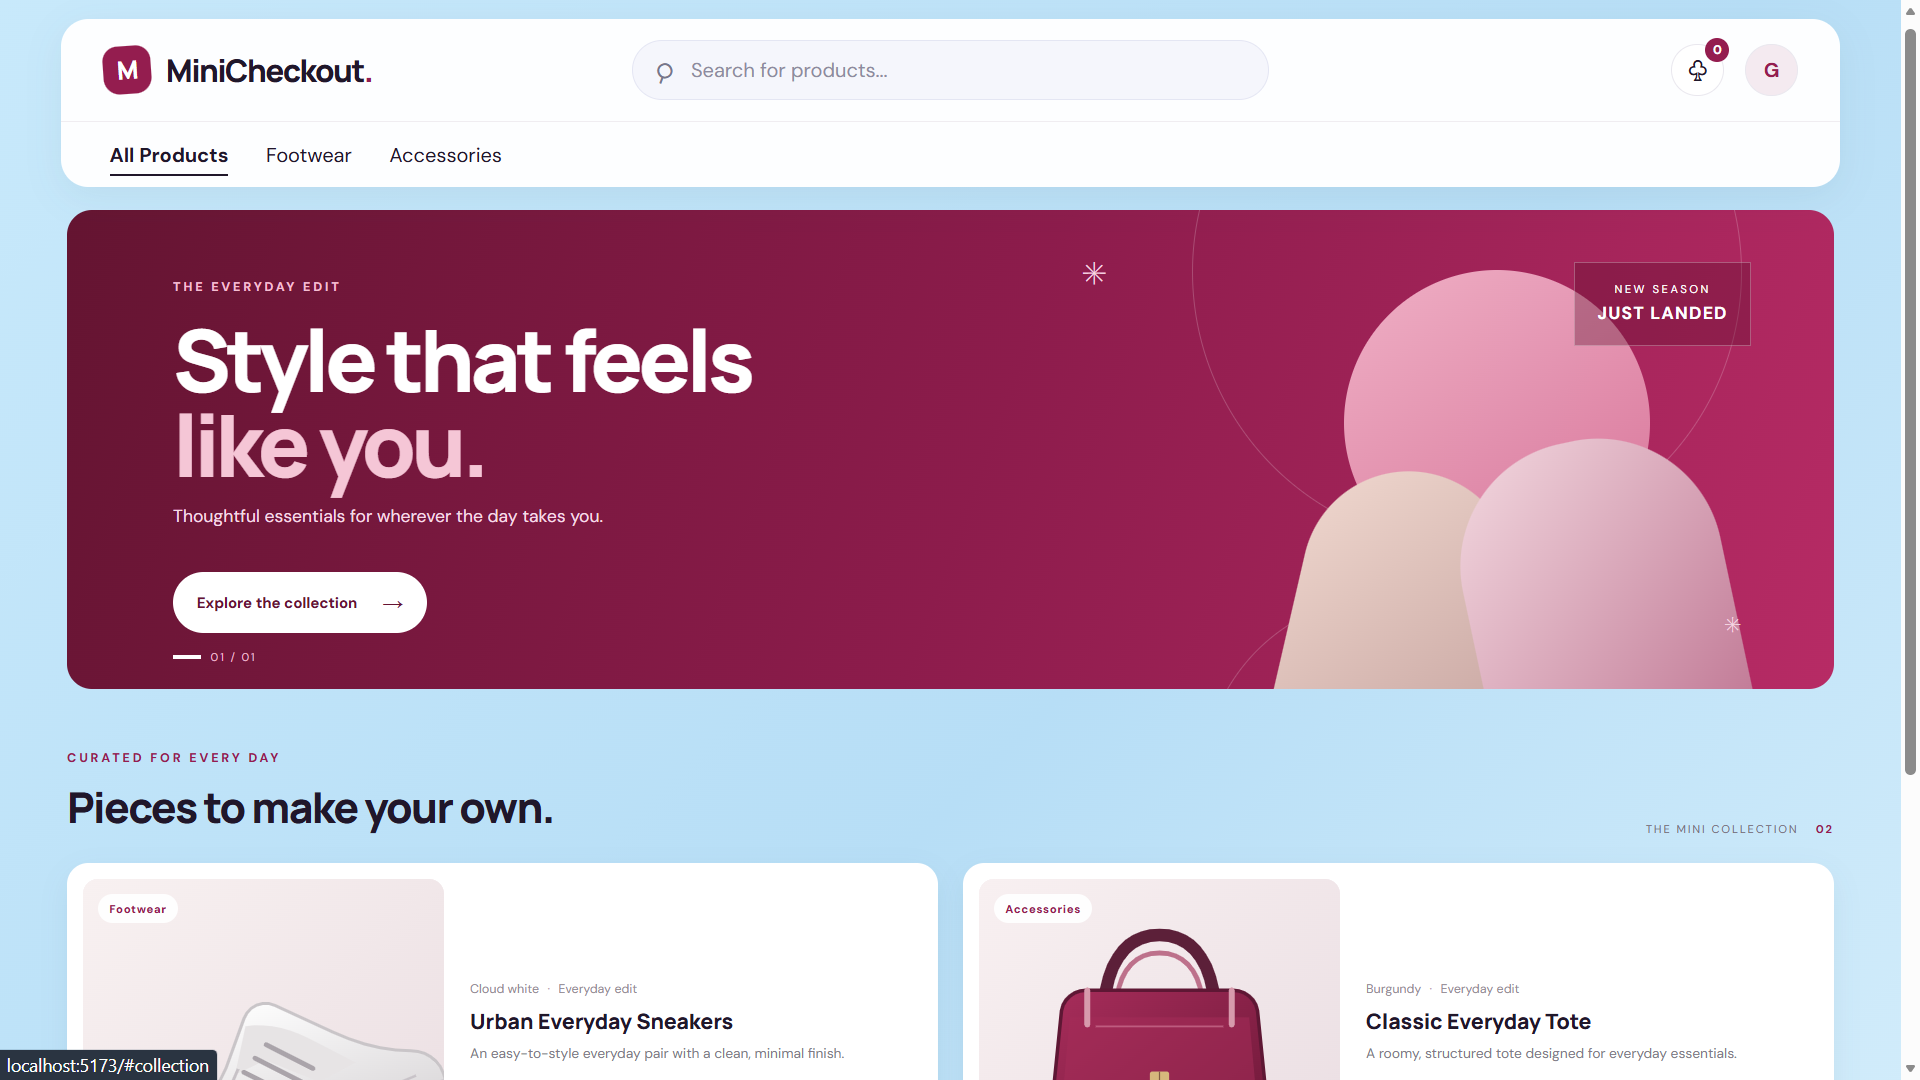 M MiniCheckout.
Search for products...
0
G
All Products Footwear Accessories
THE EVERYDAY EDIT
Style that feels
like you.
Thoughtful essentials for wherever the day takes you.
Explore the collection →
01 / 01
NEW SEASON
JUST LANDED
CURATED FOR EVERY DAY
Pieces to make your own.
THE MINI COLLECTION 02
Footwear
Cloud white · Everyday edit
Urban Everyday Sneakers
An easy-to-style everyday pair with a clean, minimal finish.
Accessories
Burgundy · Everyday edit
Classic Everyday Tote
A roomy, structured tote designed for everyday essentials.
localhost:5173/#collection